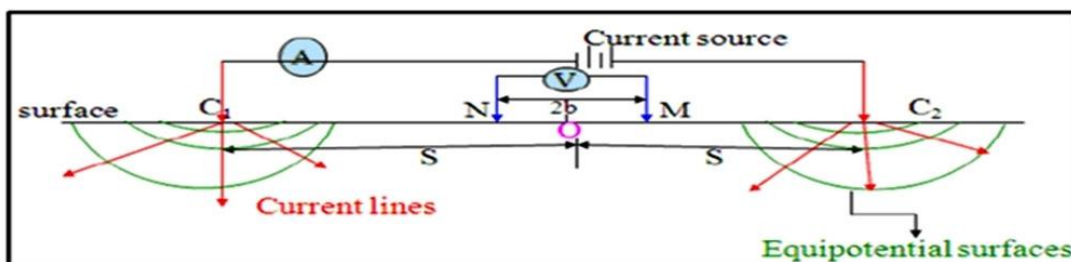 Current source
A
V
surface
C₁
N
2b
M
C₂
O
S
S
Current lines
Equipotential surfaces